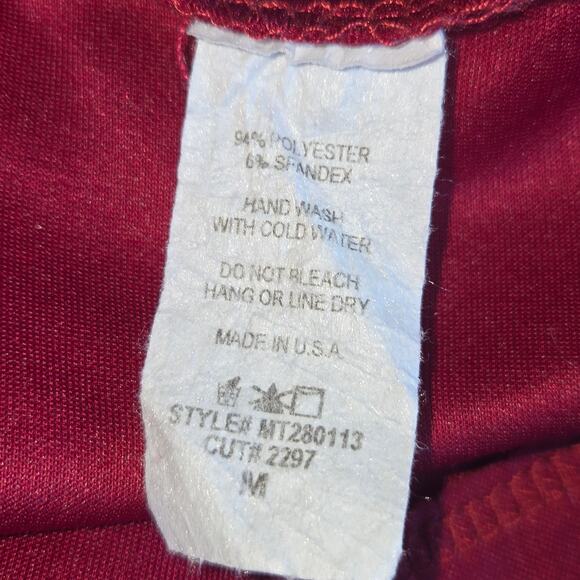 94% POLYESTER
6% SPANDEX
HAND WASH
WITH COLD WATER
DO NOT BLEACH
HANG OR LINE DRY
MADE IN U.S.A
STYLE# MT280113
CUT# 2297
M